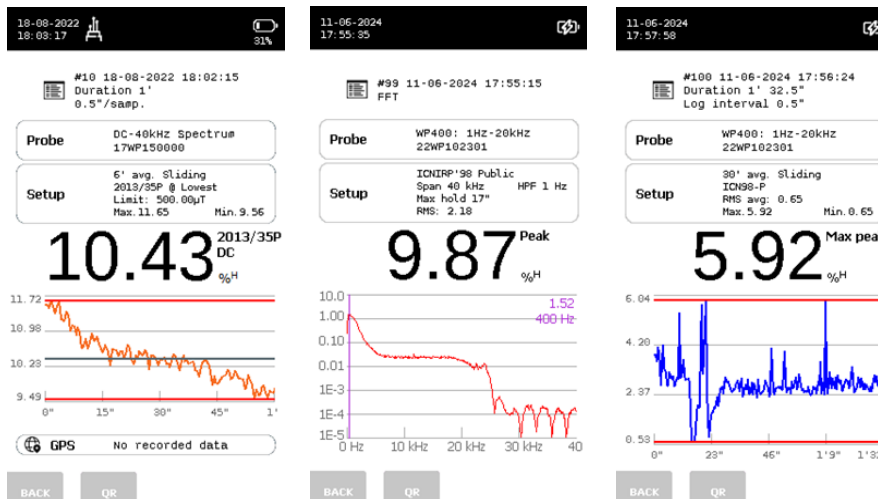 18-08-2022
18:03:17
31%
#10 18-08-2022 18:02:15
Duration 1'
0.5"/samp.
Probe
DC-40kHz Spectrum
17WP150000
Setup
6' avg. Sliding
2013/35P @ Lowest
Limit: 500.00µT
Max.11.65 Min.9.56
10.43
2013/35P
DC
%H
11.72
10.98
10.23
9.49
0" 15" 30" 45" 1'
GPS No recorded data
BACK QR
11-06-2024
17:55:35
#99 11-06-2024 17:55:15
FFT
Probe
WP400: 1Hz-20kHz
22WP102301
Setup
ICNIRP'98 Public
Span 40 kHz HPF 1 Hz
Max hold 17"
RMS: 2.18
9.87
Peak
%H
10.0
1.00
0.10
0.01
1E-3
1E-4
1E-5
1.52
400 Hz
0 Hz 10 kHz 20 kHz 30 kHz 40
BACK QR
11-06-2024
17:57:58
#100 11-06-2024 17:56:24
Duration 1' 32.5"
Log interval 0.5"
Probe
WP400: 1Hz-20kHz
22WP102301
Setup
30' avg. Sliding
ICN98-P
RMS avg: 0.65
Max.5.92 Min.0.65
5.92
Max pea
%H
6.04
4.20
2.37
0.53
0" 23" 46" 1'9" 1'32
BACK QR